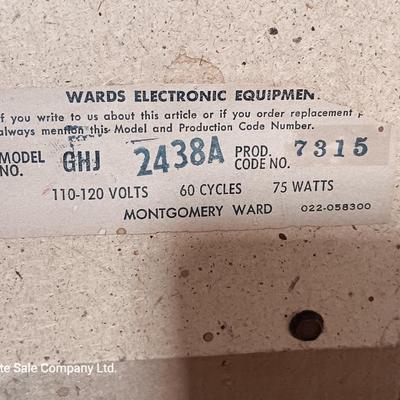 WARDS ELECTRONIC EQUIPMEN
f you write to us about this article or if you order replacement
always mention this Model and Production Code Number.
MODEL NO. GHJ 2438A PROD. CODE NO. 7315
110-120 VOLTS 60 CYCLES 75 WATTS
MONTGOMERY WARD 022-058300
te Sale Company Ltd.